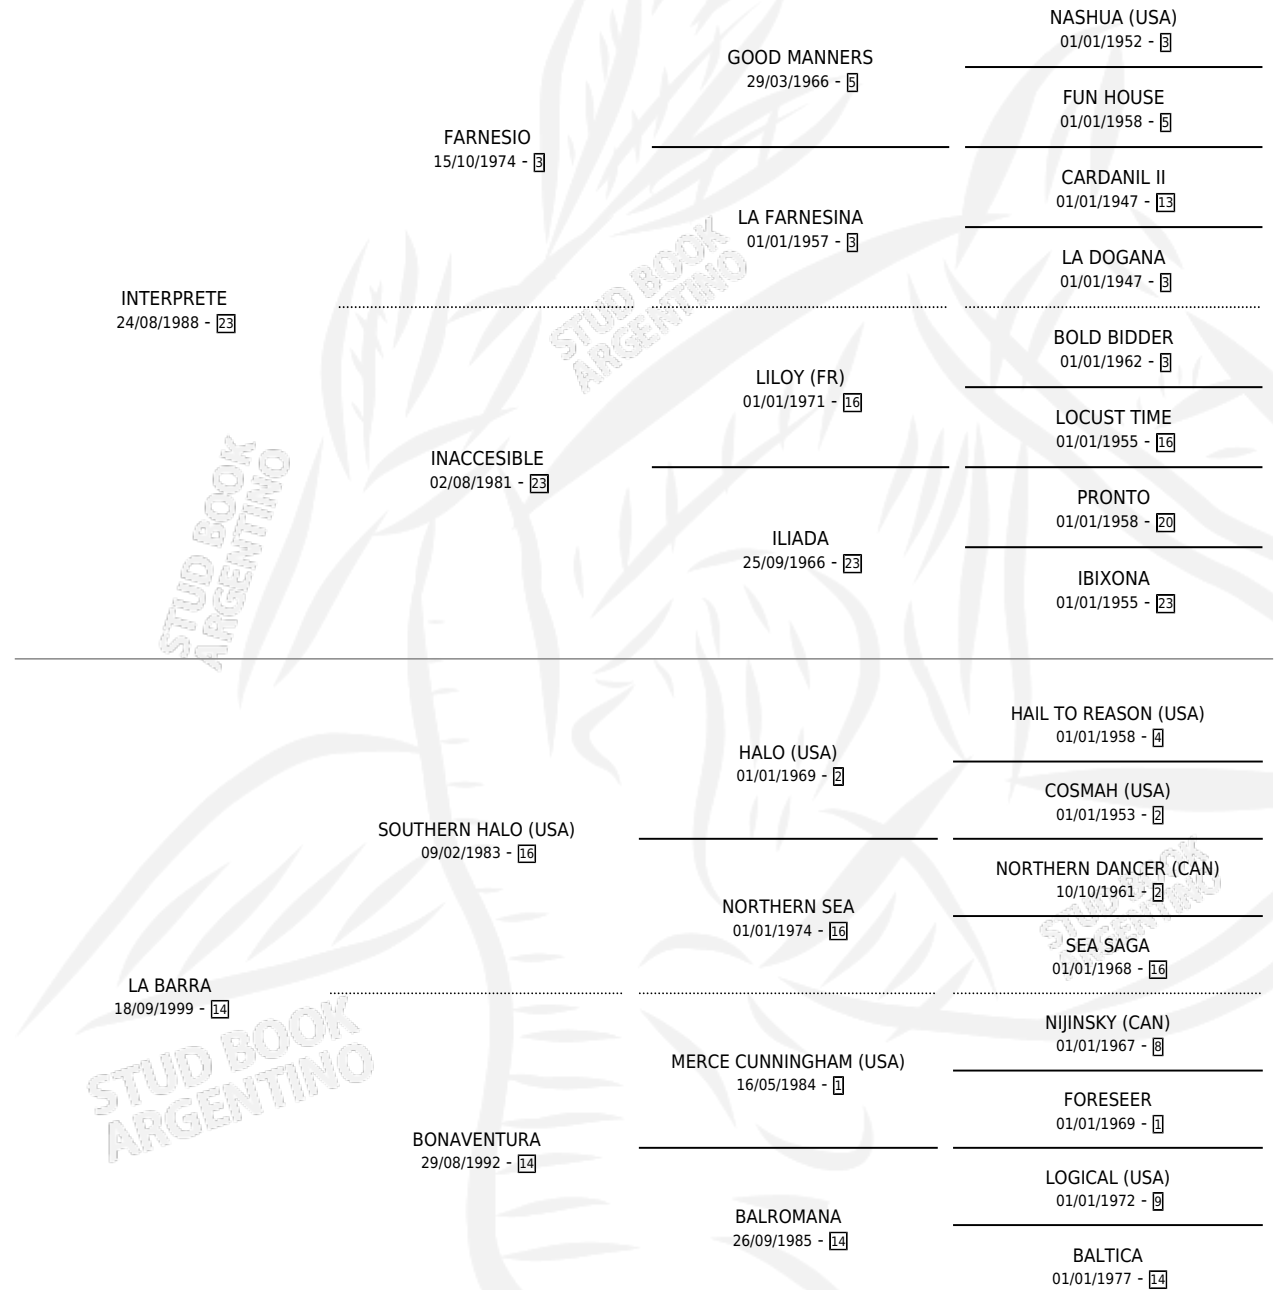 NASHUA (USA)
01/01/1952 - 3
GOOD MANNERS
29/03/1966 - 5
FUN HOUSE
01/01/1958 - 5
FARNESIO
15/10/1974 - 3
CARDANIL II
01/01/1947 - 13
LA FARNESINA
01/01/1957 - 3
LA DOGANA
01/01/1947 - 3
INTERPRETE
24/08/1988 - 23
BOLD BIDDER
01/01/1962 - 3
LILOY (FR)
01/01/1971 - 16
LOCUST TIME
01/01/1955 - 16
INACCESIBLE
02/08/1981 - 23
PRONTO
01/01/1958 - 20
ILIADA
25/09/1966 - 23
IBIXONA
01/01/1955 - 23
HAIL TO REASON (USA)
01/01/1958 - 4
HALO (USA)
01/01/1969 - 2
COSMAH (USA)
01/01/1953 - 2
SOUTHERN HALO (USA)
09/02/1983 - 16
NORTHERN DANCER (CAN)
10/10/1961 - 2
NORTHERN SEA
01/01/1974 - 16
SEA SAGA
01/01/1968 - 16
LA BARRA
18/09/1999 - 14
NIJINSKY (CAN)
01/01/1967 - 8
MERCE CUNNINGHAM (USA)
16/05/1984 - 1
FORESEER
01/01/1969 - 1
BONAVENTURA
29/08/1992 - 14
LOGICAL (USA)
01/01/1972 - 9
BALROMANA
26/09/1985 - 14
BALTICA
01/01/1977 - 14
STUD BOOK
ARGENTINO
STUD BOOK
ARGENTINO
STUD BOOK
ARGENTINO
STUD BOOK
ARGENTINO